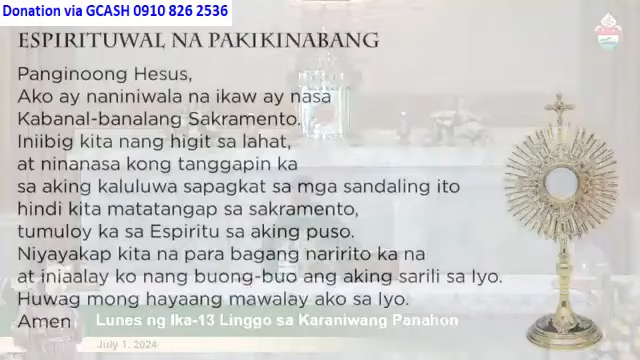 Donation via GCASH 0910 826 2536
ESPIRITUWAL NA PAKIKINABANG
Panginoong Hesus,
Ako ay naniniwala na ikaw ay nasa
Kabanal-banalang Sakramento.
Iniibig kita nang higit sa lahat,
at ninanasa kong tanggapin ka
sa aking kaluluwa sapagkat sa mga sandaling ito
hindi kita matatangap sa sakramento,
tumuloy ka sa Espiritu sa aking puso.
Niyayakap kita na para bagang naririto ka na
at iniaalay ko nang buong-buo ang aking sarili sa Iyo.
Huwag mong hayaang mawalay ako sa Iyo.
Amen
Lunes ng Ika-13 Linggo sa Karaniwang Panahon
July 1, 2024